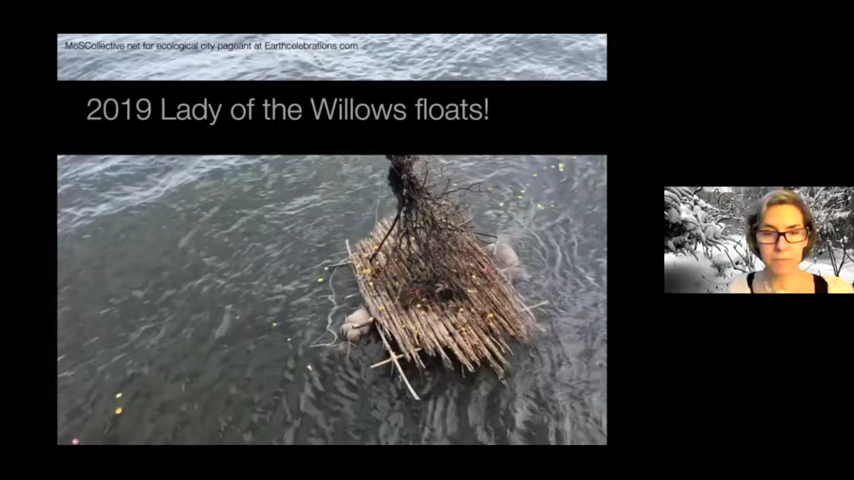 MoSCollective net for ecological city pageant at Earthcelebrations.com
2019 Lady of the Willows floats!